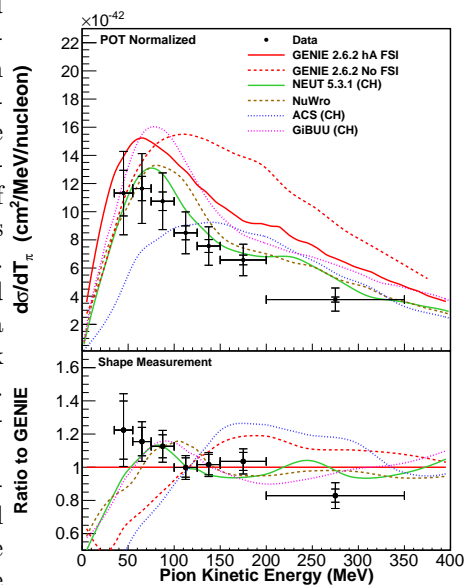 ×10⁻⁴²
POT Normalized
Data
GENIE 2.6.2 hA FSI
GENIE 2.6.2 No FSI
NEUT 5.3.1 (CH)
NuWro
ACS (CH)
GiBUU (CH)
dσ/dTπ (cm²/MeV/nucleon)
22
20
18
16
14
12
10
8
6
4
2
Shape Measurement
Ratio to GENIE
1.6
1.4
1.2
1.0
0.8
0.6
0 50 100 150 200 250 300 350 400
Pion Kinetic Energy (MeV)